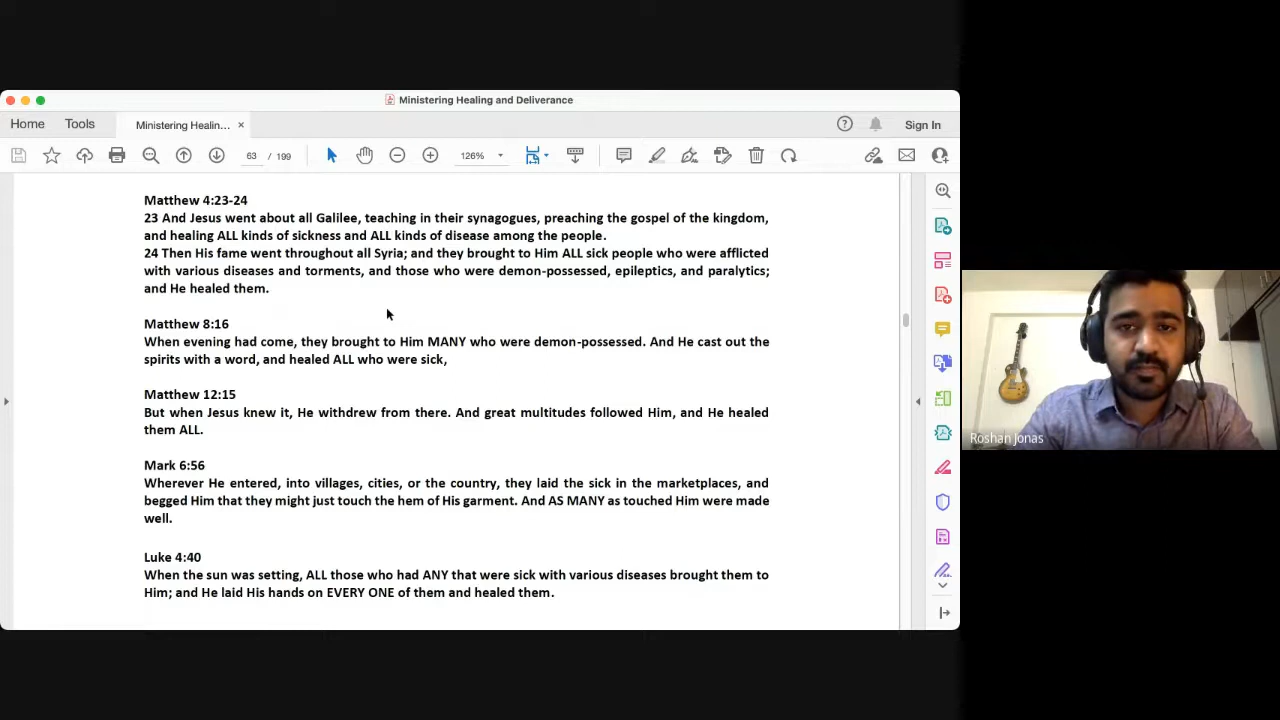 Ministering Healing and Deliverance
Home Tools Ministering Healin... × Sign In
63 / 199 126%
Matthew 4:23-24
23 And Jesus went about all Galilee, teaching in their synagogues, preaching the gospel of the kingdom,
and healing ALL kinds of sickness and ALL kinds of disease among the people.
24 Then His fame went throughout all Syria; and they brought to Him ALL sick people who were afflicted
with various diseases and torments, and those who were demon-possessed, epileptics, and paralytics;
and He healed them.
Matthew 8:16
When evening had come, they brought to Him MANY who were demon-possessed. And He cast out the
spirits with a word, and healed ALL who were sick,
Matthew 12:15
But when Jesus knew it, He withdrew from there. And great multitudes followed Him, and He healed
them ALL.
Mark 6:56
Wherever He entered, into villages, cities, or the country, they laid the sick in the marketplaces, and
begged Him that they might just touch the hem of His garment. And AS MANY as touched Him were made
well.
Luke 4:40
When the sun was setting, ALL those who had ANY that were sick with various diseases brought them to
Him; and He laid His hands on EVERY ONE of them and healed them.
Roshan Jonas